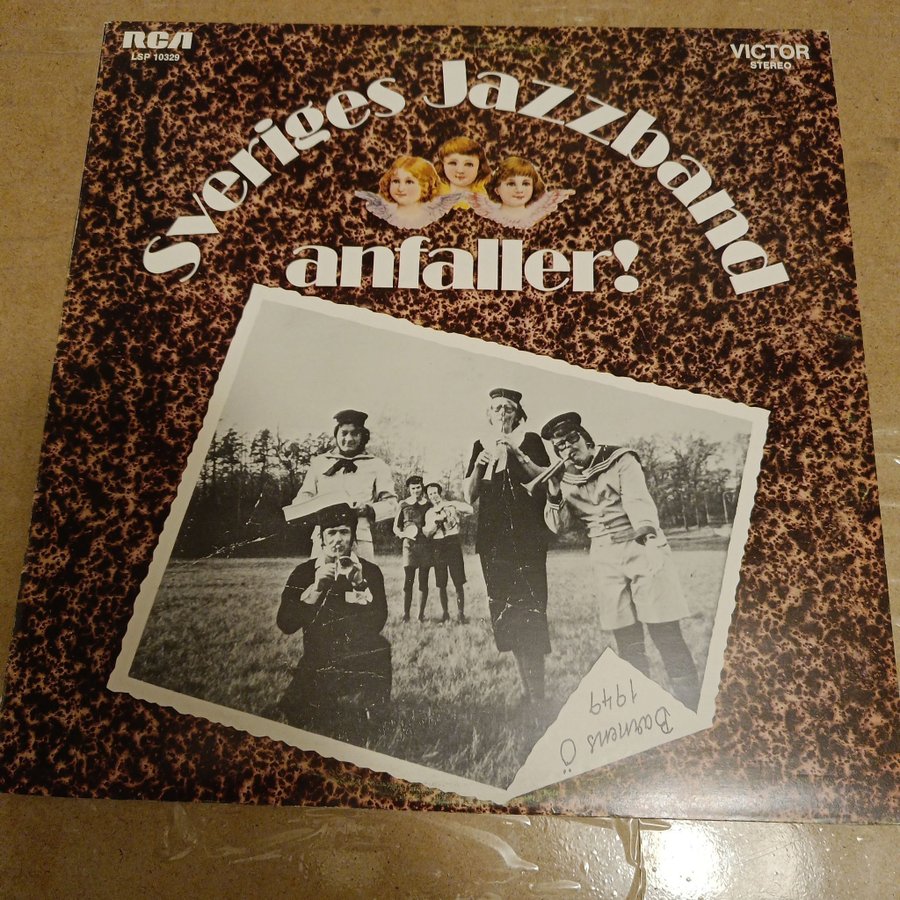 RCA
LSP 10329
VICTOR
STEREO
Sveriges Jazzband
anfaller!
Barnens Ö
1949